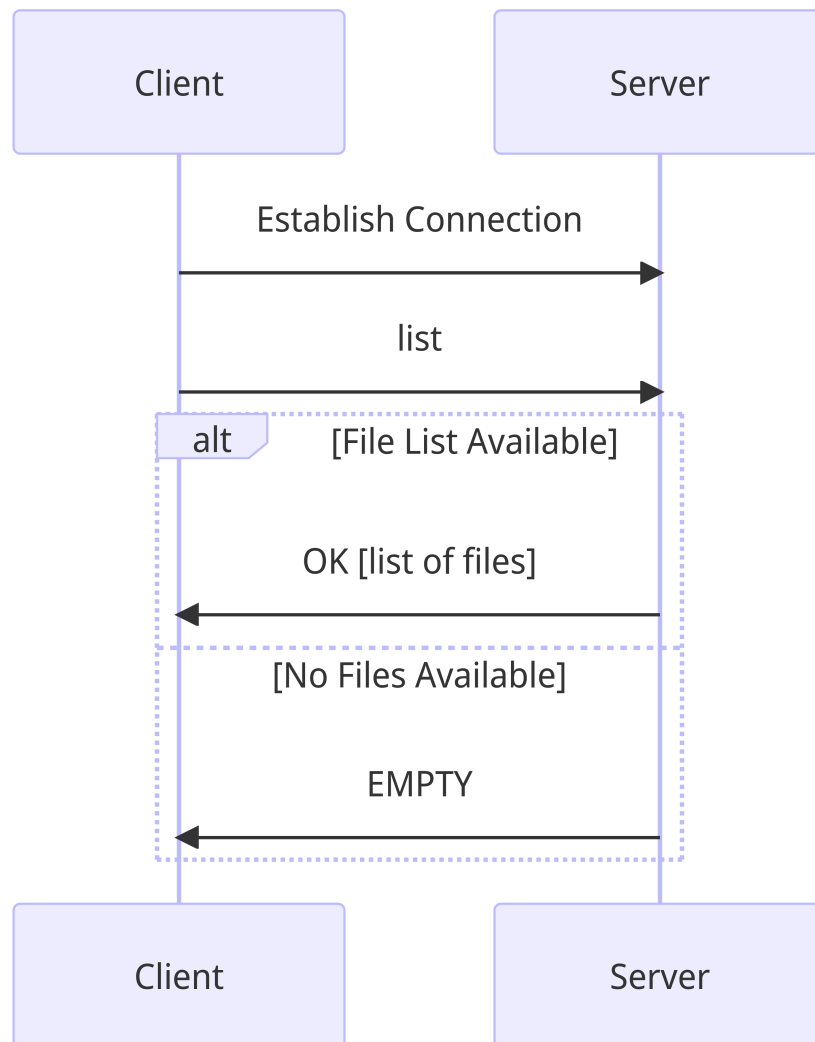 Client
Server
Establish Connection
list
alt
[File List Available]
OK [list of files]
[No Files Available]
EMPTY
Client
Server